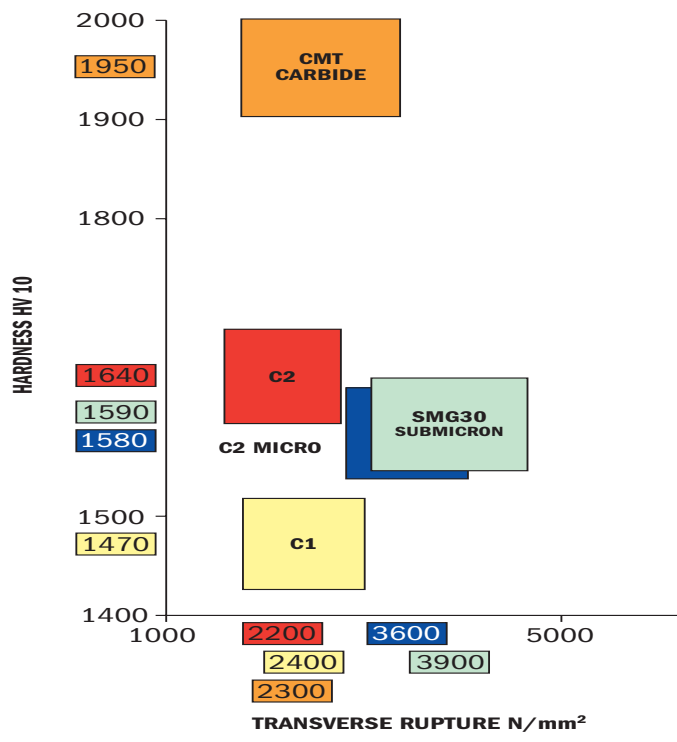 2000
CMT
CARBIDE
1950
1900
1800
HARDNESS HV 10
1640
C2
1590
SMG30
SUBMICRON
1580
C2 MICRO
1500
1470
C1
1400
1000
2200
3600
5000
2400
3900
2300
TRANSVERSE RUPTURE N/mm²